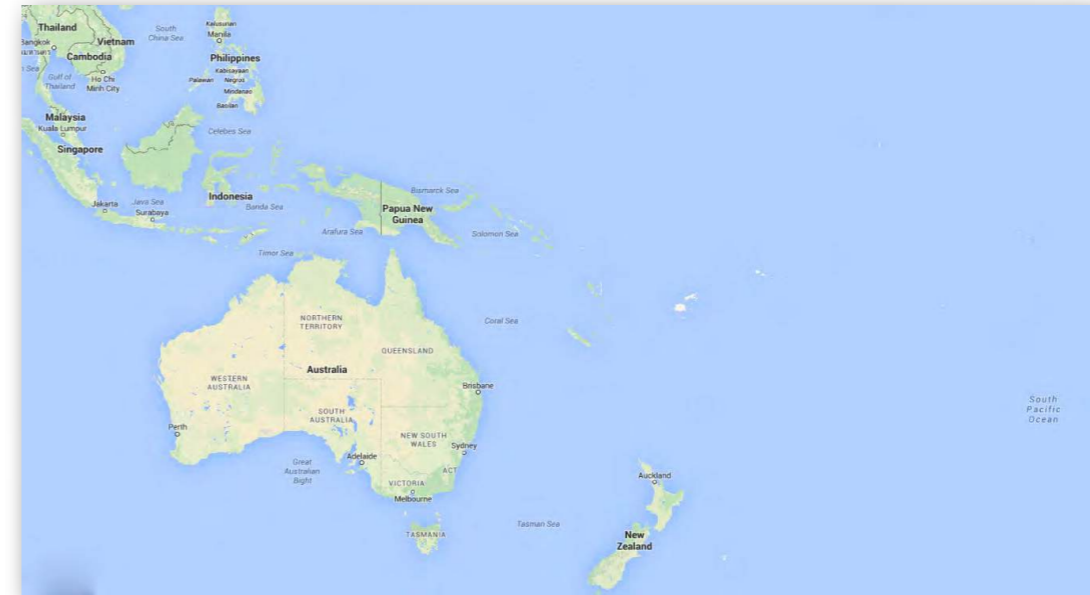 Thailand
Bangkok
Vietnam
Cambodia
Gulf of
Thailand
Ho Chi
Minh City
South
China Sea
Manila
Philippines
Kabisayaan
Palawan
Negros
Mindanao
Basilan
Malaysia
Kuala Lumpur
Singapore
Celebes Sea
Jakarta
Java Sea
Surabaya
Indonesia
Banda Sea
Bismarck Sea
Papua New
Guinea
Arafura Sea
Solomon Sea
Timor Sea
NORTHERN
TERRITORY
Coral Sea
QUEENSLAND
Australia
WESTERN
AUSTRALIA
Brisbane
SOUTH
AUSTRALIA
Perth
NEW SOUTH
WALES
Sydney
Adelaide
Great
Australian
Bight
ACT
VICTORIA
Melbourne
TASMANIA
Tasman Sea
Auckland
New
Zealand
South
Pacific
Ocean